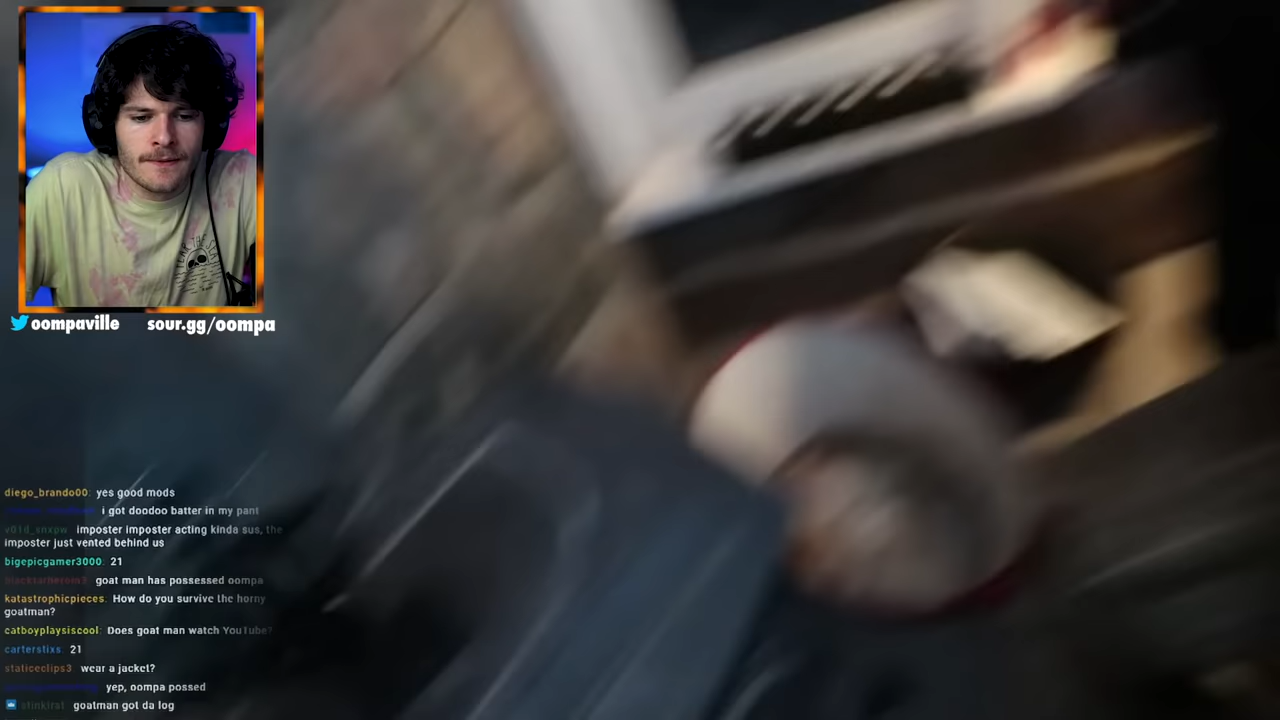 oompaville sour.gg/oompa
diego_brando00: yes good mods
i got doodoo batter in my pant
v01d_snxpw: imposter imposter acting kinda sus, the
imposter just vented behind us
bigepicgamer3000: 21
goat man has possessed oompa
katastrophicpieces: How do you survive the horny
goatman?
catboyplaysiscool: Does goat man watch YouTube?
carterstixs: 21
staticeclips3 wear a jacket?
yep, oompa possed
stinkirat goatman got da log